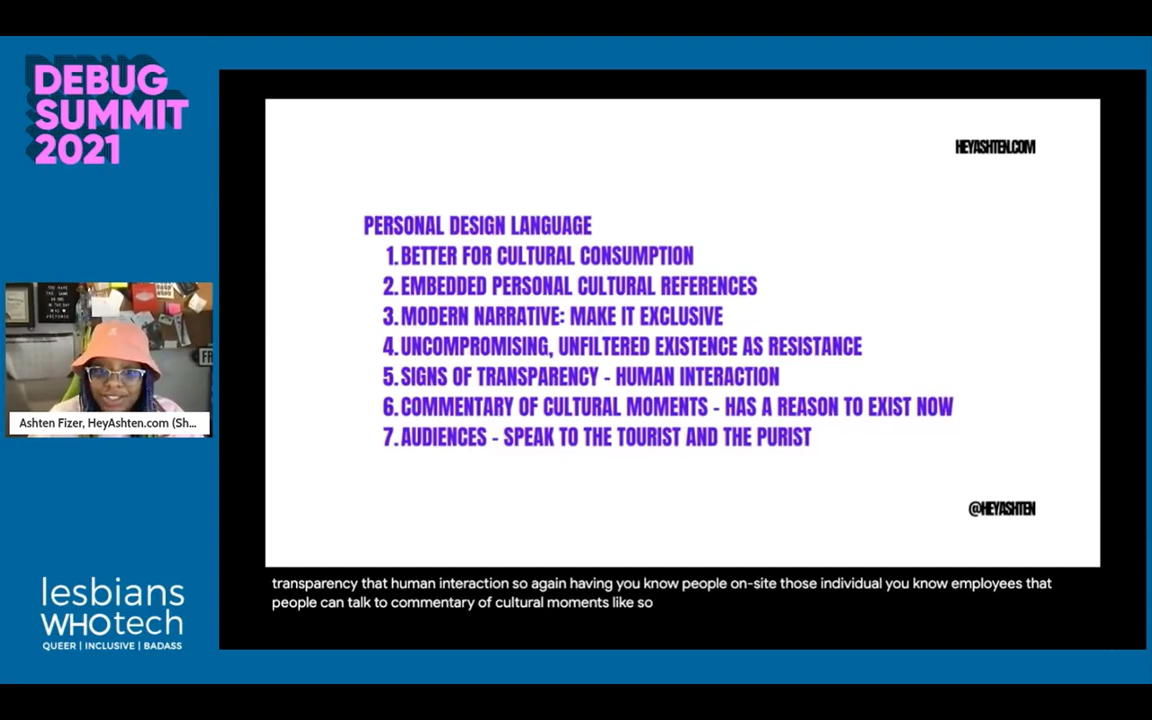 DEBUG
SUMMIT
2021
HEYASHTEN.COM
PERSONAL DESIGN LANGUAGE
1. BETTER FOR CULTURAL CONSUMPTION
2. EMBEDDED PERSONAL CULTURAL REFERENCES
3. MODERN NARRATIVE: MAKE IT EXCLUSIVE
4. UNCOMPROMISING, UNFILTERED EXISTENCE AS RESISTANCE
5. SIGNS OF TRANSPARENCY - HUMAN INTERACTION
6. COMMENTARY OF CULTURAL MOMENTS - HAS A REASON TO EXIST NOW
7. AUDIENCES - SPEAK TO THE TOURIST AND THE PURIST
@HEYASHTEN
Ashten Fizer, HeyAshten.com (Sh...
transparency that human interaction so again having you know people on-site those individual you know employees that
people can talk to commentary of cultural moments like so
lesbians
WHOtech
QUEER | INCLUSIVE | BADASS